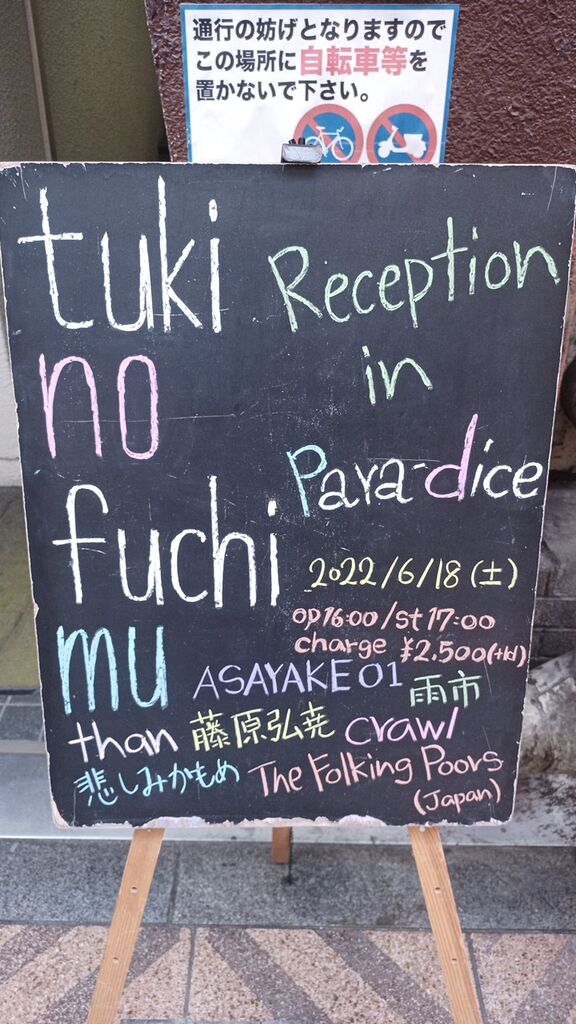 通行の妨げとなりますので
この場所に自転車等を
置かないで下さい。
tuki
no
fuchi
mu
Reception
in
Para-dice
2022/6/18(土)
op16:00/st17:00
charge ¥2.500(+1d)
ASAYAKE 01 雨市
than 藤原弘尭 crawl
悲しみかもめ The Folking Poors
(Japan)